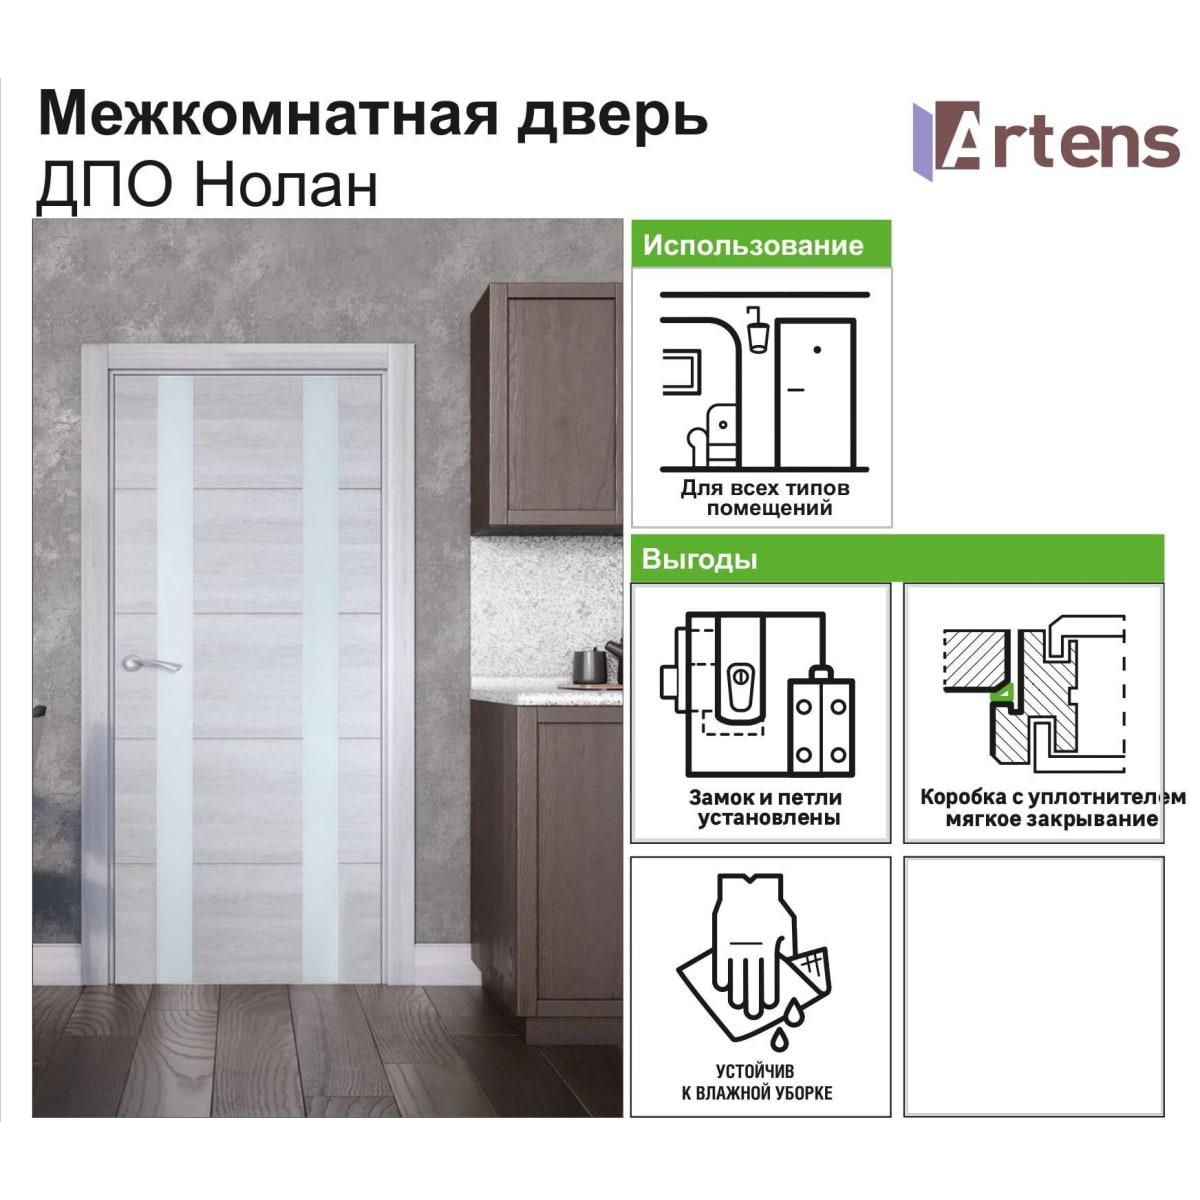 Межкомнатная дверь
ДПО Нолан
Artens
Использование
Для всех типов
помещений
Выгоды
Замок и петли
установлены
Коробка с уплотнителем
мягкое закрывание
УСТОЙЧИВ
К ВЛАЖНОЙ УБОРКЕ